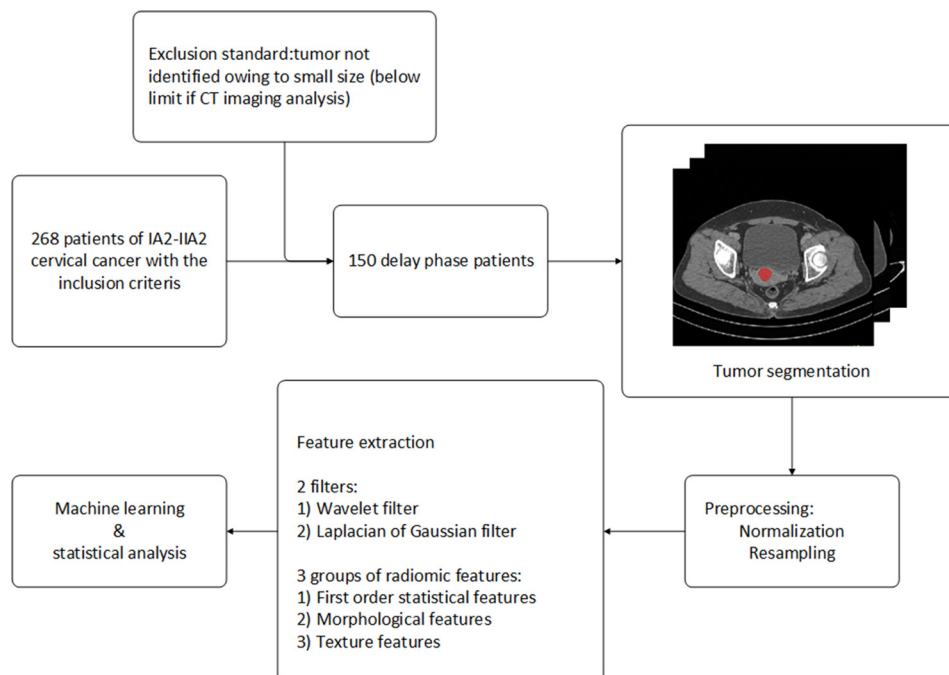 Exclusion standard:tumor not
identified owing to small size (below
limit if CT imaging analysis)
268 patients of IA2-IIA2
cervical cancer with the
inclusion criteria
150 delay phase patients
Tumor segmentation
Preprocessing:
Normalization
Resampling
Feature extraction
2 filters:
1) Wavelet filter
2) Laplacian of Gaussian filter
3 groups of radiomic features:
1) First order statistical features
2) Morphological features
3) Texture features
Machine learning
&
statistical analysis